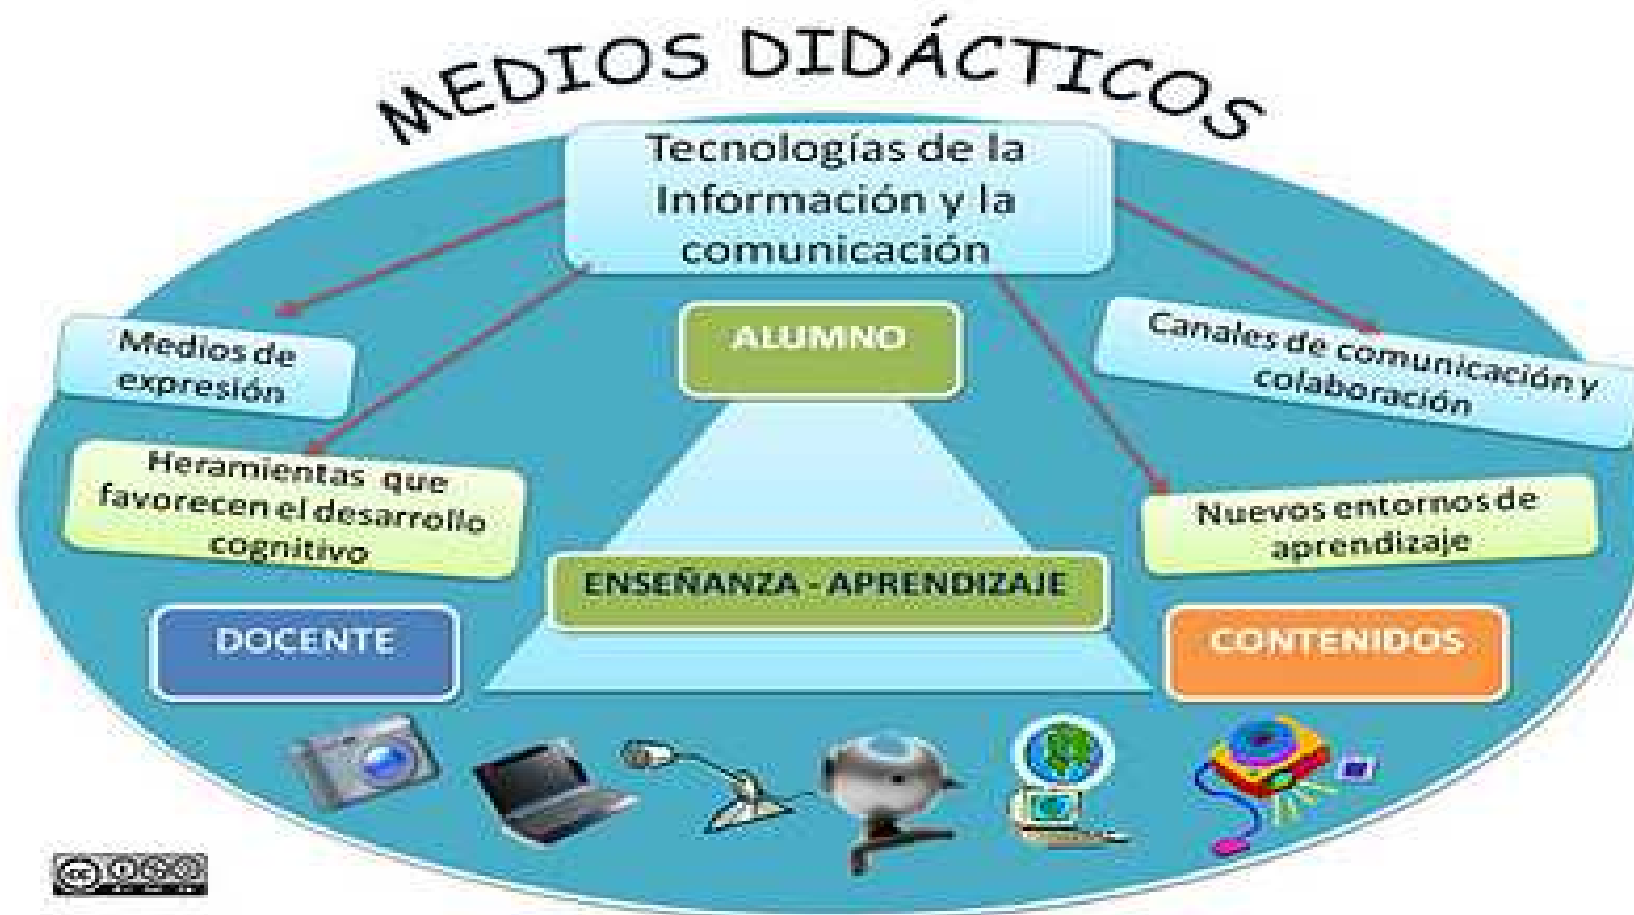 MEDIOS DIDÁCTICOS
Tecnologías de la
Información y la
comunicación
Medios de
expresión
ALUMNO
Canales de comunicación y
colaboración
Heramientas que
favorecen el desarrollo
cognitivo
Nuevos entornos de
aprendizaje
ENSEÑANZA - APRENDIZAJE
DOCENTE
CONTENIDOS
cc